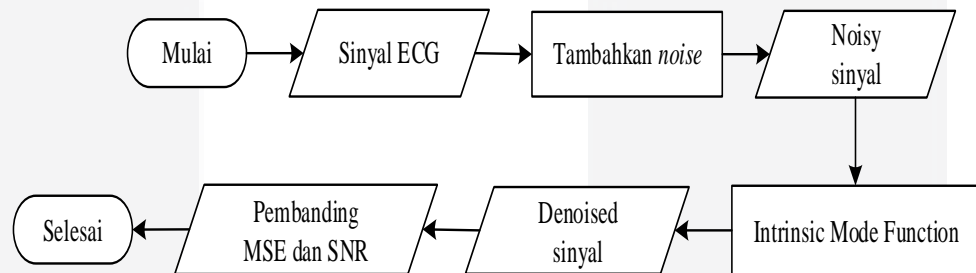 Mulai
Sinyal ECG
Tambahkan noise
Noisy
sinyal
Intrinsic Mode Function
Denoised
sinyal
Pembanding
MSE dan SNR
Selesai